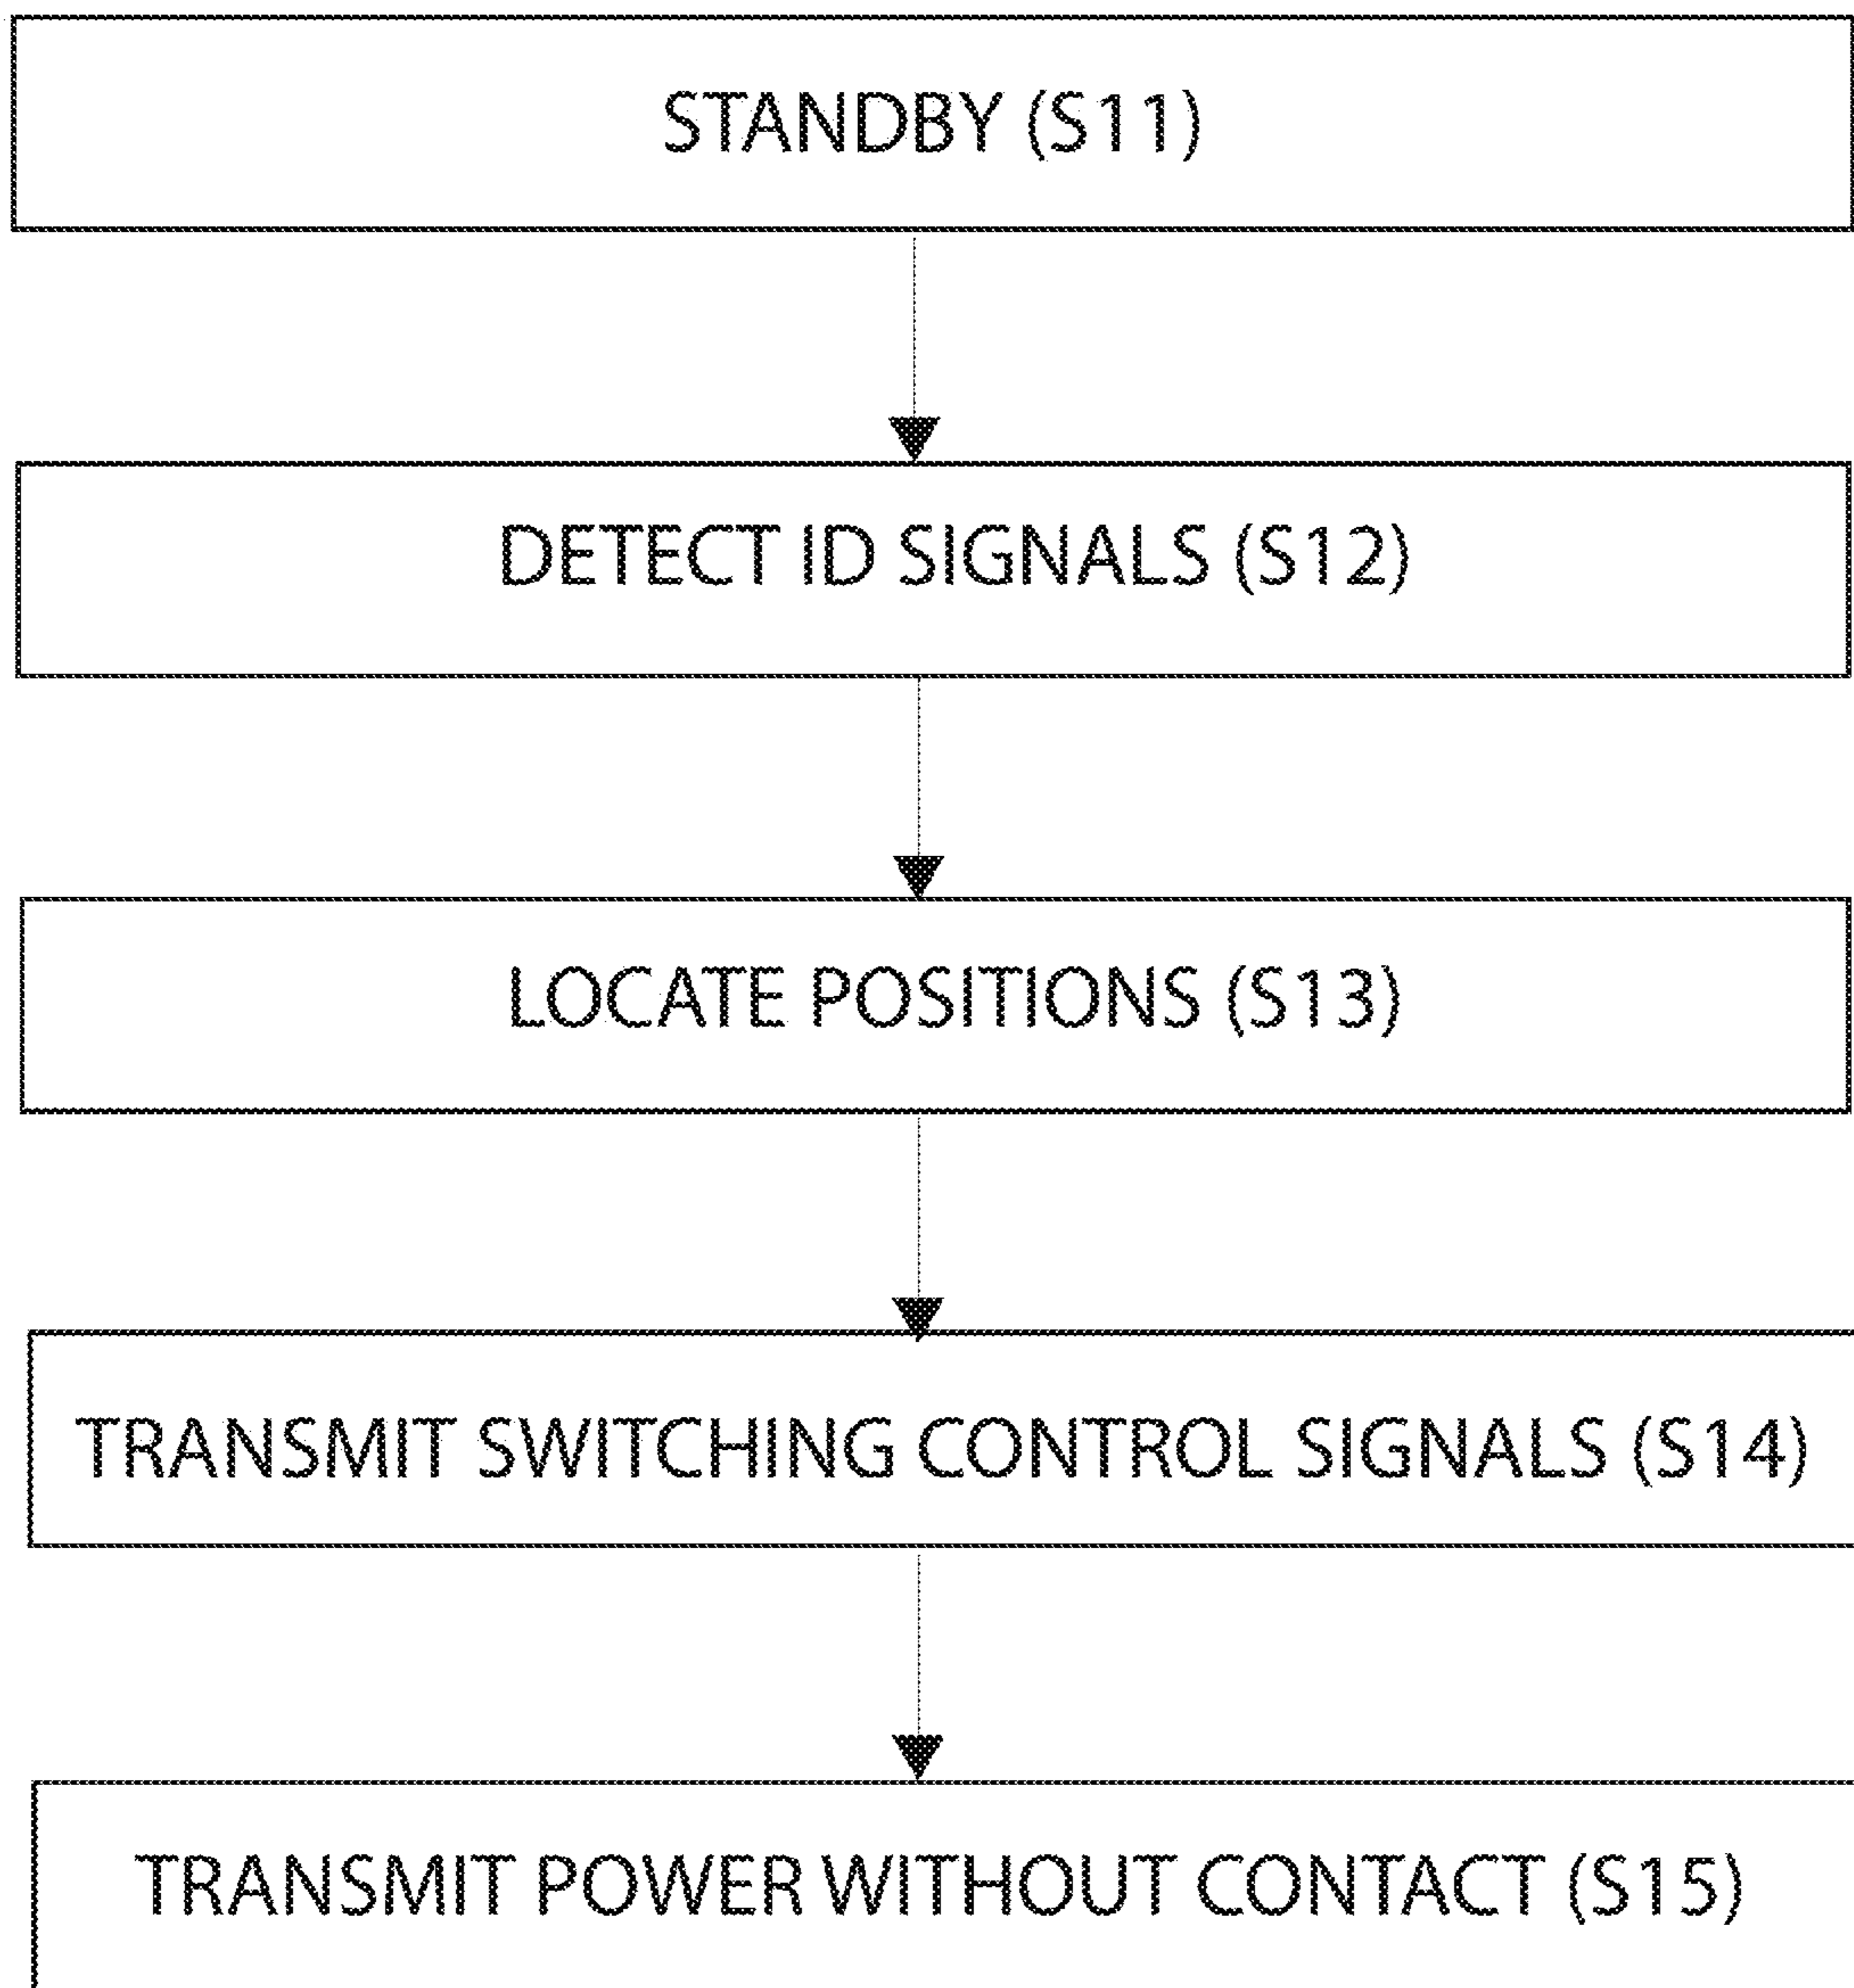 STANDBY (S11)
DETECT ID SIGNALS (S12)
LOCATE POSITIONS (S13)
TRANSMIT SWITCHING CONTROL SIGNALS (S14)
TRANSMIT POWER WITHOUT CONTACT (S15)